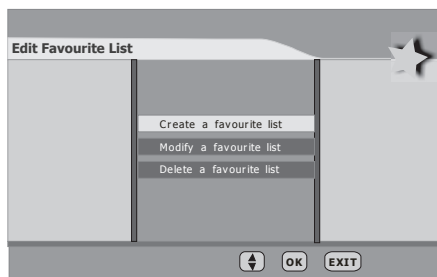 Edit Favourite List
Create a favourite list
Modify a favourite list
Delete a favourite list
OK EXIT